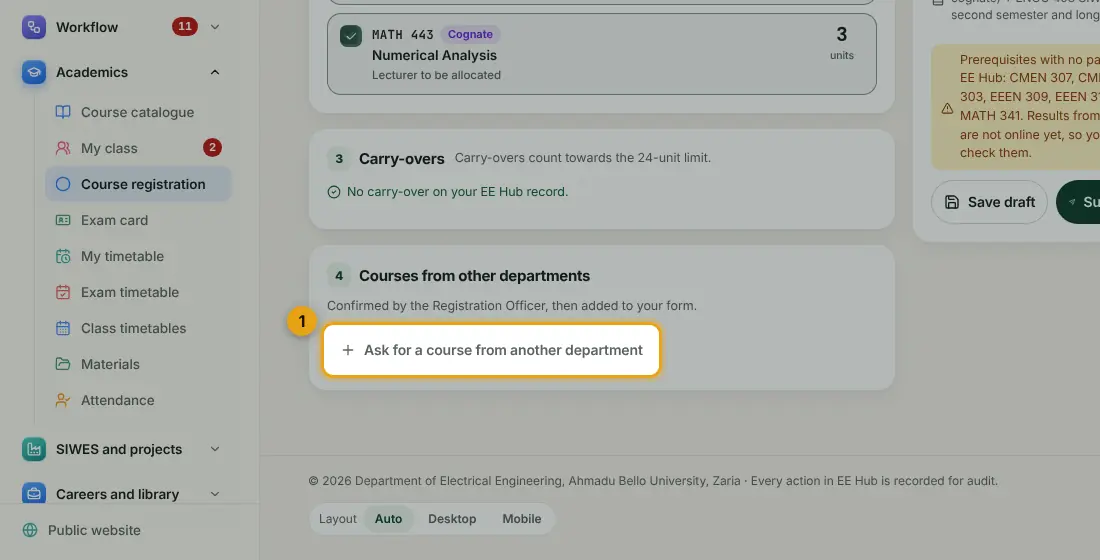 Workflow 11
Academics
Course catalogue
My class 2
Course registration
Exam card
My timetable
Exam timetable
Class timetables
Materials
Attendance
SIWES and projects
Careers and library
Public website
MATH 443 Cognate
Numerical Analysis
Lecturer to be allocated
3
units
3 Carry-overs Carry-overs count towards the 24-unit limit.
No carry-over on your EE Hub record.
4 Courses from other departments
Confirmed by the Registration Officer, then added to your form.
1
+ Ask for a course from another department
second semester and long
Prerequisites with no pa
EE Hub: CMEN 307, CM
303, EEEN 309, EEEN 3
MATH 341. Results from
are not online yet, so yo
check them.
Save draft
Su
© 2026 Department of Electrical Engineering, Ahmadu Bello University, Zaria · Every action in EE Hub is recorded for audit.
Layout Auto Desktop Mobile